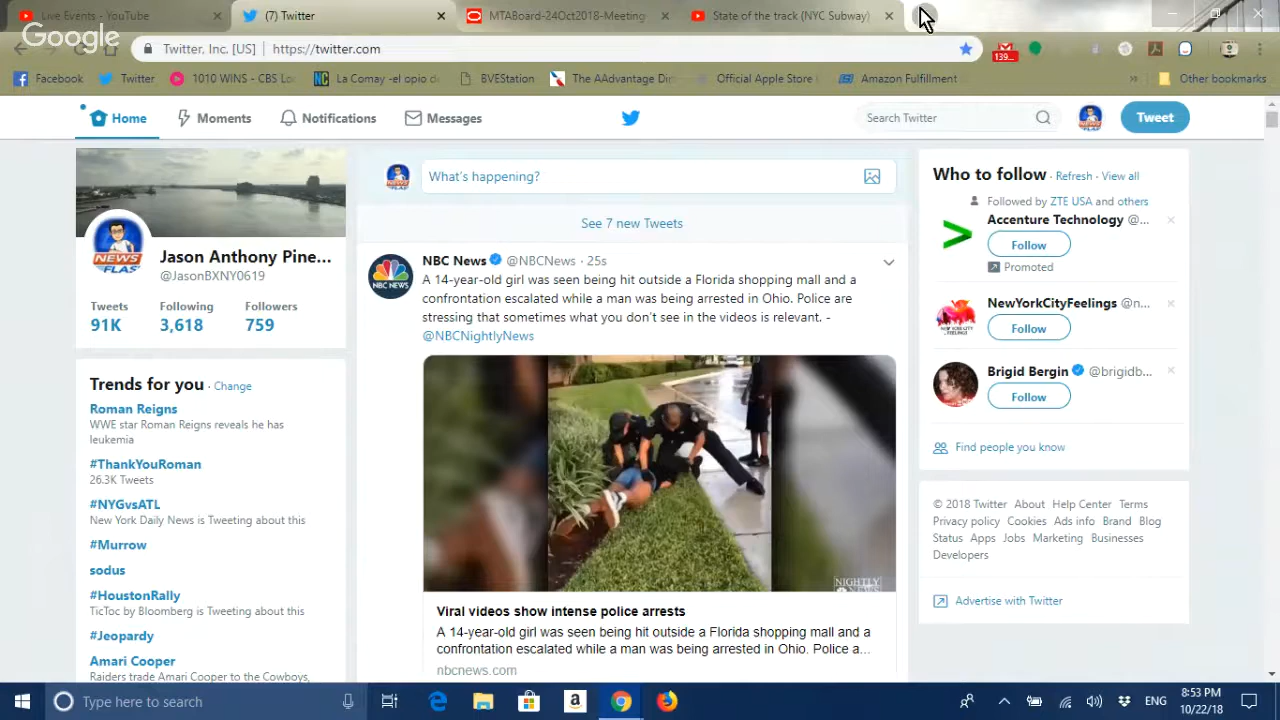 Live Events - YouTube
(7) Twitter
MTABoard-24Oct2018-Meeting
State of the track (NYC Subway)
Google
Twitter, Inc. [US]
https://twitter.com
139...
Facebook
Twitter
1010 WINS - CBS Lo
La Comay -el opio de
BVEStation
The AAdvantage Di
Official Apple Store
Amazon Fulfillment
»
Other bookmarks
Home
Moments
Notifications
Messages
Search Twitter
Tweet
NEWS
FLAS
Jason Anthony Pine...
@JasonBXNY0619
Tweets
Following
Followers
91K
3,618
759
Trends for you · Change
Roman Reigns
WWE star Roman Reigns reveals he has
leukemia
#ThankYouRoman
26.3K Tweets
#NYGvsATL
New York Daily News is Tweeting about this
#Murrow
sodus
#HoustonRally
TicToc by Bloomberg is Tweeting about this
#Jeopardy
Amari Cooper
Raiders trade Amari Cooper to the Cowboys,
What's happening?
See 7 new Tweets
NBC NEWS
NBC News @NBCNews · 25s
A 14-year-old girl was seen being hit outside a Florida shopping mall and a
confrontation escalated while a man was being arrested in Ohio. Police are
stressing that sometimes what you don't see in the videos is relevant. -
@NBCNightlyNews
NIGHTLY
NEWS
Viral videos show intense police arrests
A 14-year-old girl was seen being hit outside a Florida shopping mall and a
confrontation escalated while a man was being arrested in Ohio. Police a...
nbcnews.com
Who to follow · Refresh · View all
Followed by ZTE USA and others
Accenture Technology @...
Follow
Promoted
NewYorkCityFeelings @n...
Follow
Brigid Bergin @brigidb...
Follow
Find people you know
© 2018 Twitter About Help Center Terms
Privacy policy Cookies Ads info Brand Blog
Status Apps Jobs Marketing Businesses
Developers
Advertise with Twitter
Type here to search
ENG
8:53 PM
10/22/18